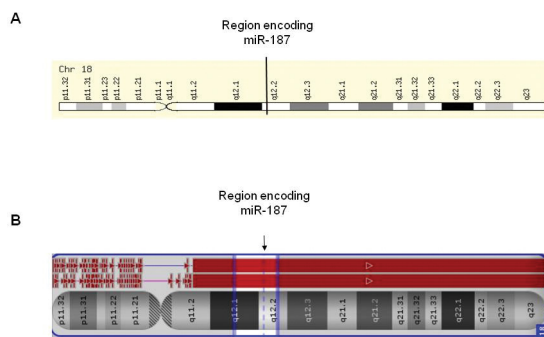 A
Region encoding
miR-187
Chr 18
p11.32 p11.31 p11.23 p11.22 p11.21 p11.1 q11.1 q11.2 q12.1 q12.2 q12.3 q21.1 q21.2 q21.31 q21.32 q21.33 q22.1 q22.2 q22.3 q23
Region encoding
miR-187
B
p11.32 p11.31 p11.22 p11.21 q11.2 q12.1 q12.2 q12.3 q21.1 q21.2 q21.31 q21.32 q21.33 q22.1 q22.2 q22.3 q23